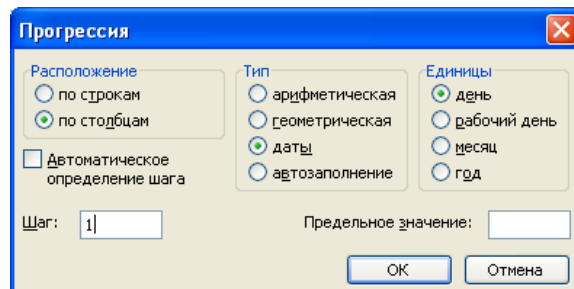 Прогрессия
Расположение
по строкам
по столбцам
Автоматическое
определение шага
Тип
арифметическая
геометрическая
даты
автозаполнение
Единицы
день
рабочий день
месяц
год
Шаг: 1
Предельное значение:
ОК
Отмена